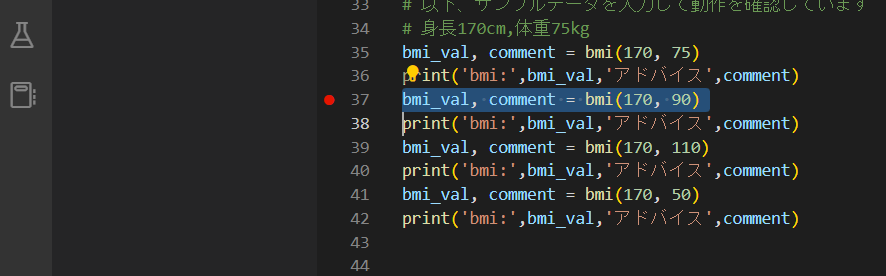 33 # 以下、サンプルデータを入力して動作を確認しています
34 # 身長170cm,体重75kg
35 bmi_val, comment = bmi(170, 75)
36 print('bmi:',bmi_val,'アドバイス',comment)
37 bmi_val, comment = bmi(170, 90)
38 print('bmi:',bmi_val,'アドバイス',comment)
39 bmi_val, comment = bmi(170, 110)
40 print('bmi:',bmi_val,'アドバイス',comment)
41 bmi_val, comment = bmi(170, 50)
42 print('bmi:',bmi_val,'アドバイス',comment)
43
44